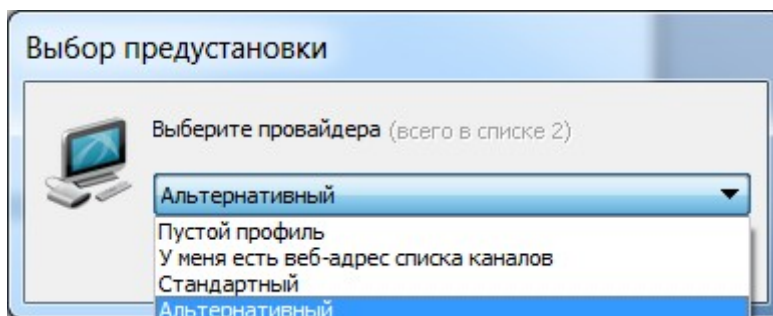 Выбор предустановки
Выберите провайдера (всего в списке 2)
Альтернативный
Пустой профиль
У меня есть веб-адрес списка каналов
Стандартный
Альтернативный